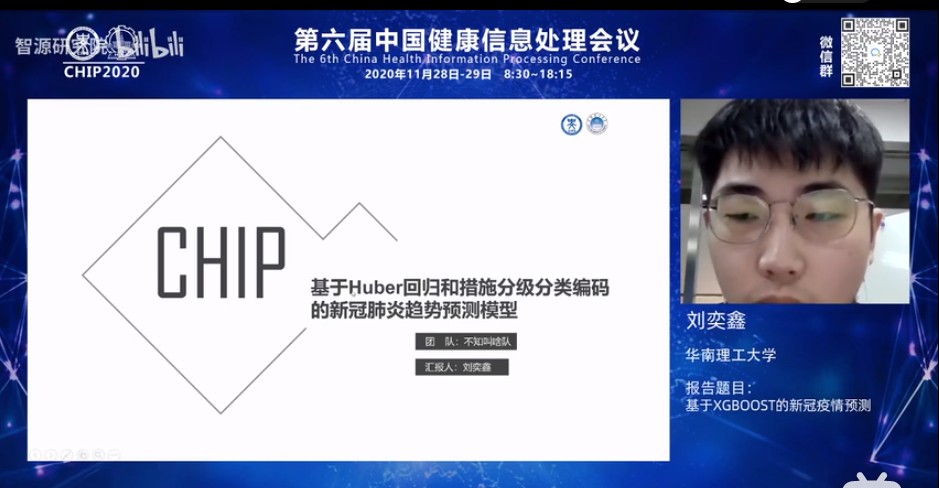 智源研究院 bilibili
CHIP2020
第六届中国健康信息处理会议
The 6th China Health Information Processing Conference
2020年11月28日-29日 8:30~18:15
微信群
CHIP
基于Huber回归和措施分级分类编码
的新冠肺炎趋势预测模型
团 队：不知叫啥队
汇报人：刘奕鑫
刘奕鑫
华南理工大学
报告题目：
基于XGBOOST的新冠疫情预测